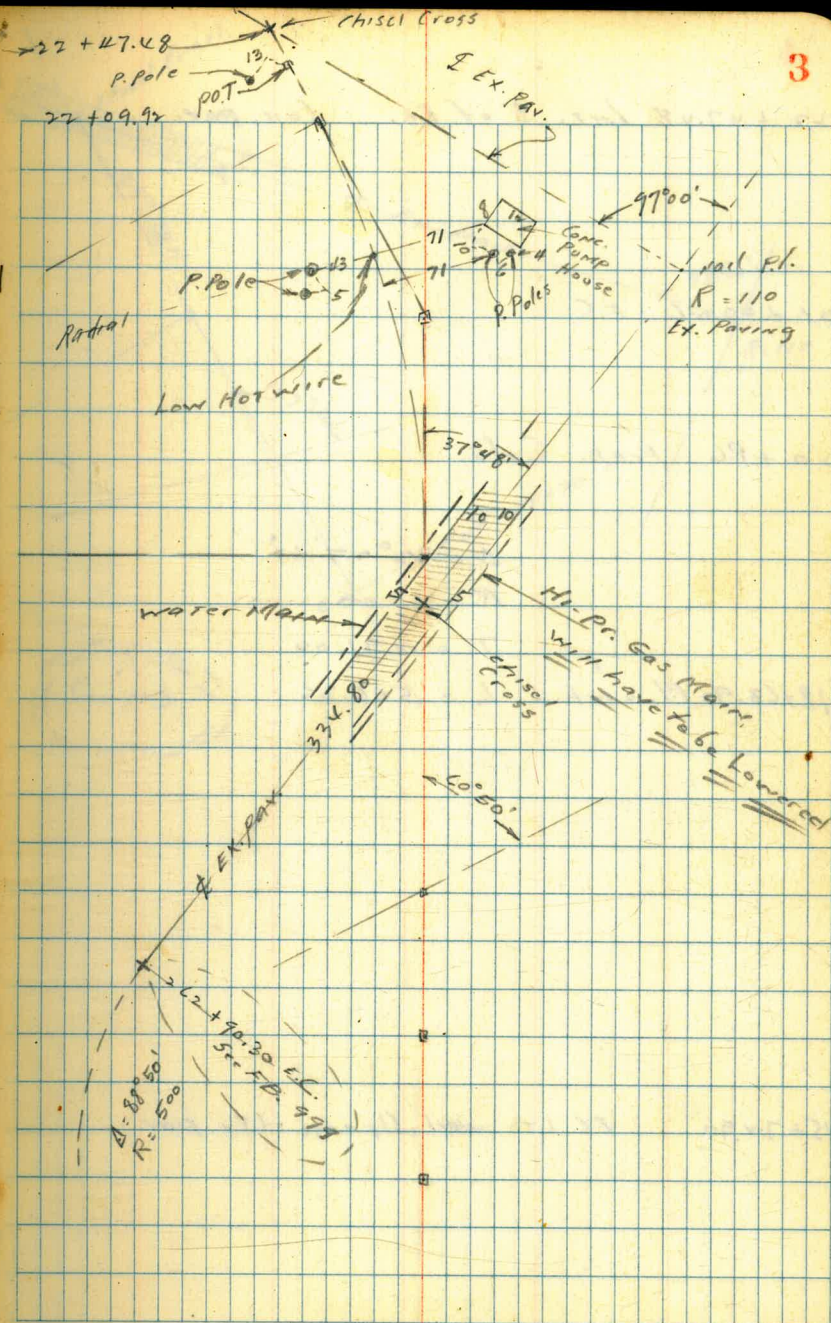 3
Chisel Cross
22 + 47.48
13
P.Pole
P.O.T
22 + 09.92
℄ Ex. Pav.
97°00'
8
12
71
10
4
6
Conc.
Pump
House
P.Poles
71
13
P.Pole
5
Radial
Low Hot wire
Nail P.I.
R = 110
Ex. Paving
37°48'
10 10
5
Water Main
Chisel
Cross
Hi-Pr. Gas Main.
Will have to be Lowered
334.80
60°50'
℄ Ex. Pav.
262 + 90.30 E.C.
See F.B. 999
Δ = 88°50'
R = 500